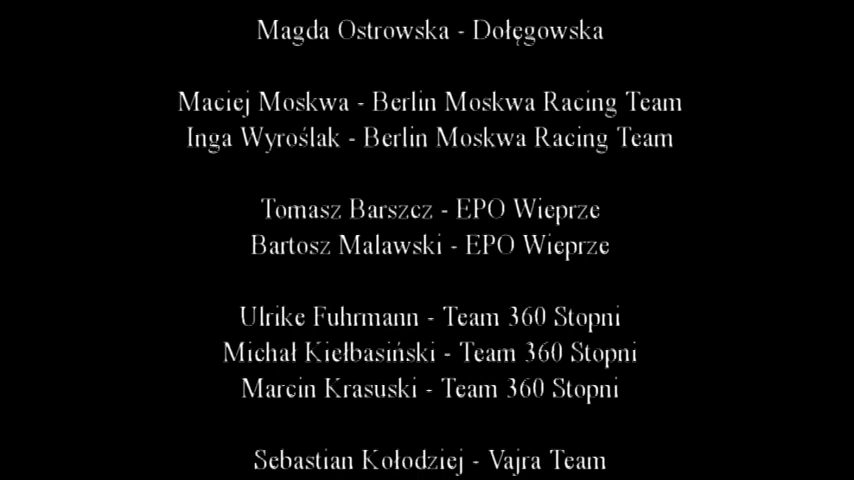 Magda Ostrowska - Dołęgowska
Maciej Moskwa - Berlin Moskwa Racing Team
Inga Wyroślak - Berlin Moskwa Racing Team
Tomasz Barszcz - EPO Wieprze
Bartosz Malawski - EPO Wieprze
Ulrike Fuhrmann - Team 360 Stopni
Michał Kiełbasiński - Team 360 Stopni
Marcin Krasuski - Team 360 Stopni
Sebastian Kołodziej - Vajra Team